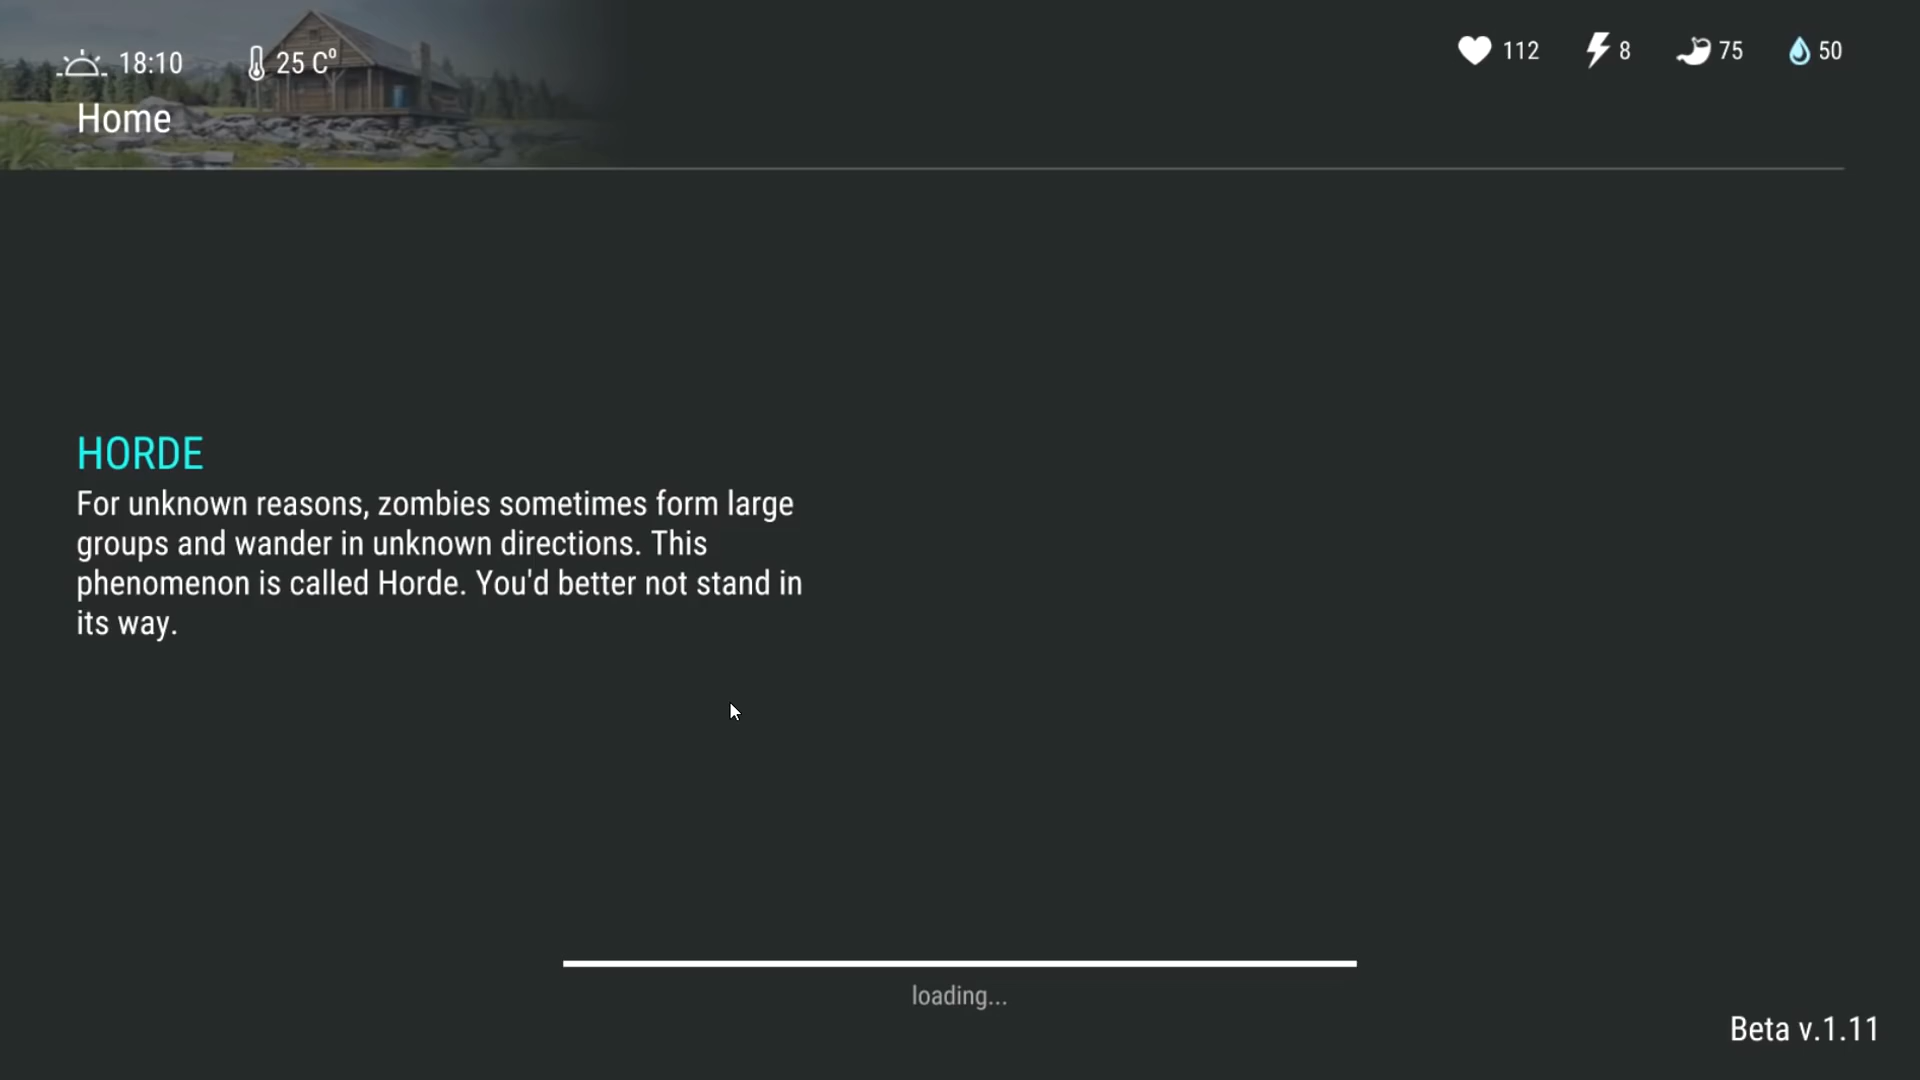 18:10
25 Cº
112
8
75
50
Home
HORDE
For unknown reasons, zombies sometimes form large
groups and wander in unknown directions. This
phenomenon is called Horde. You'd better not stand in
its way.
loading...
Beta v.1.11